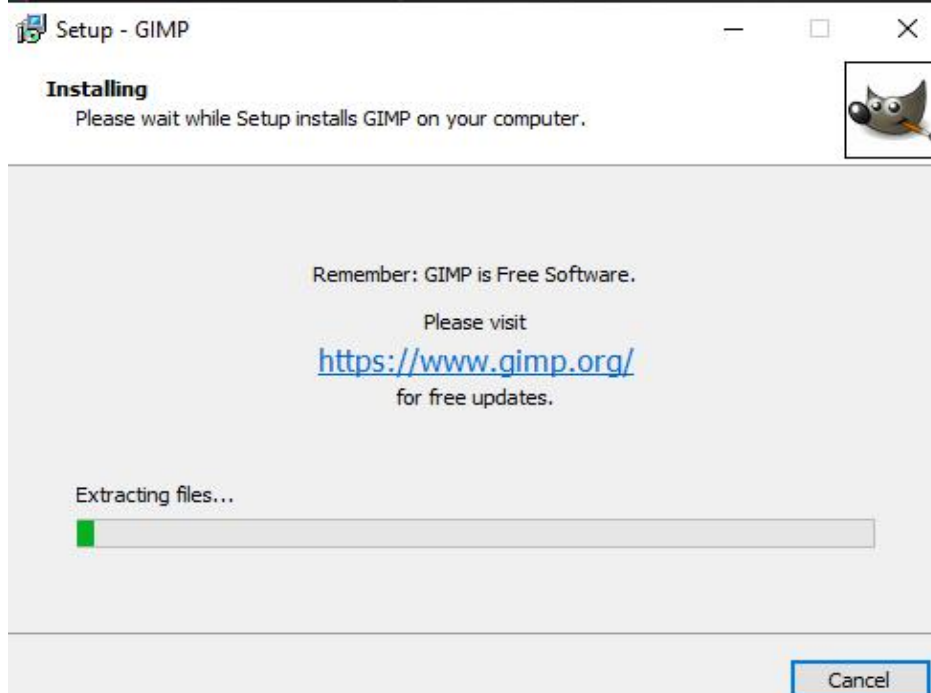 Setup - GIMP
Installing
Please wait while Setup installs GIMP on your computer.
Remember: GIMP is Free Software.
Please visit
https://www.gimp.org/
for free updates.
Extracting files...
Cancel